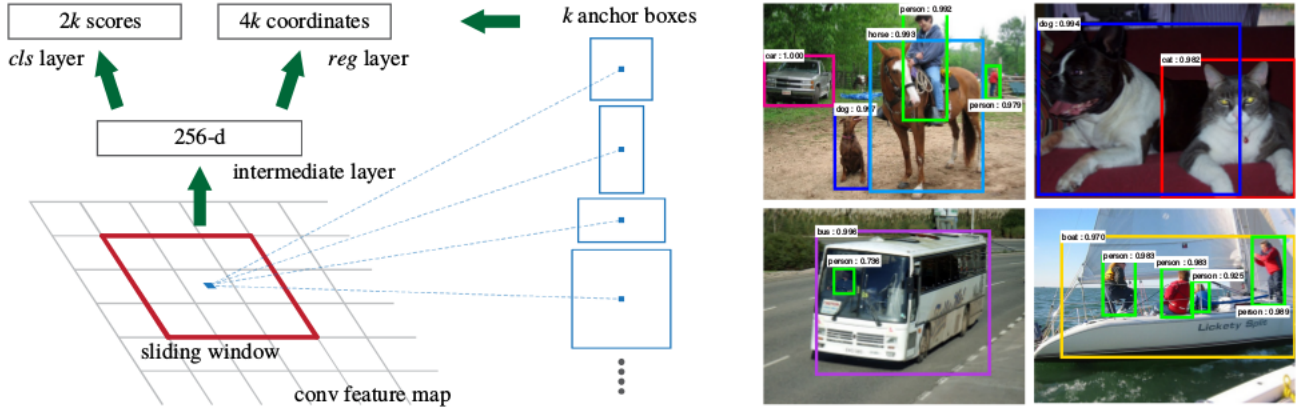 2k scores
4k coordinates
k anchor boxes
cls layer
reg layer
256-d
intermediate layer
sliding window
conv feature map
person : 0.992
horse : 0.993
car : 1.000
dog : 0.997
person : 0.979
dog : 0.994
cat : 0.982
bus : 0.996
person : 0.736
boat : 0.970
person : 0.983
person : 0.983
person : 0.925
person : 0.989
Lickety Split